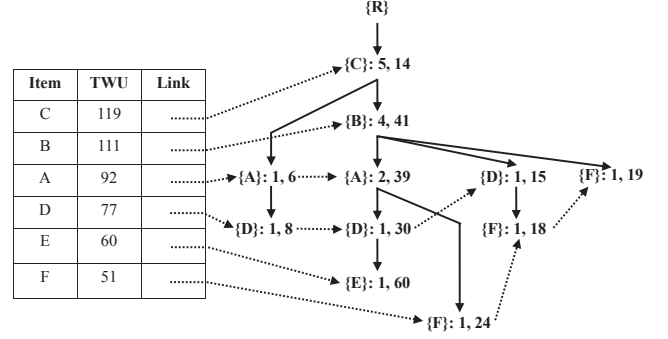 {R}
{C}: 5, 14
Item TWU Link
C 119
B 111
A 92
D 77
E 60
F 51
{B}: 4, 41
{A}: 1, 6
{A}: 2, 39
{D}: 1, 15
{F}: 1, 19
{D}: 1, 8
{D}: 1, 30
{F}: 1, 18
{E}: 1, 60
{F}: 1, 24